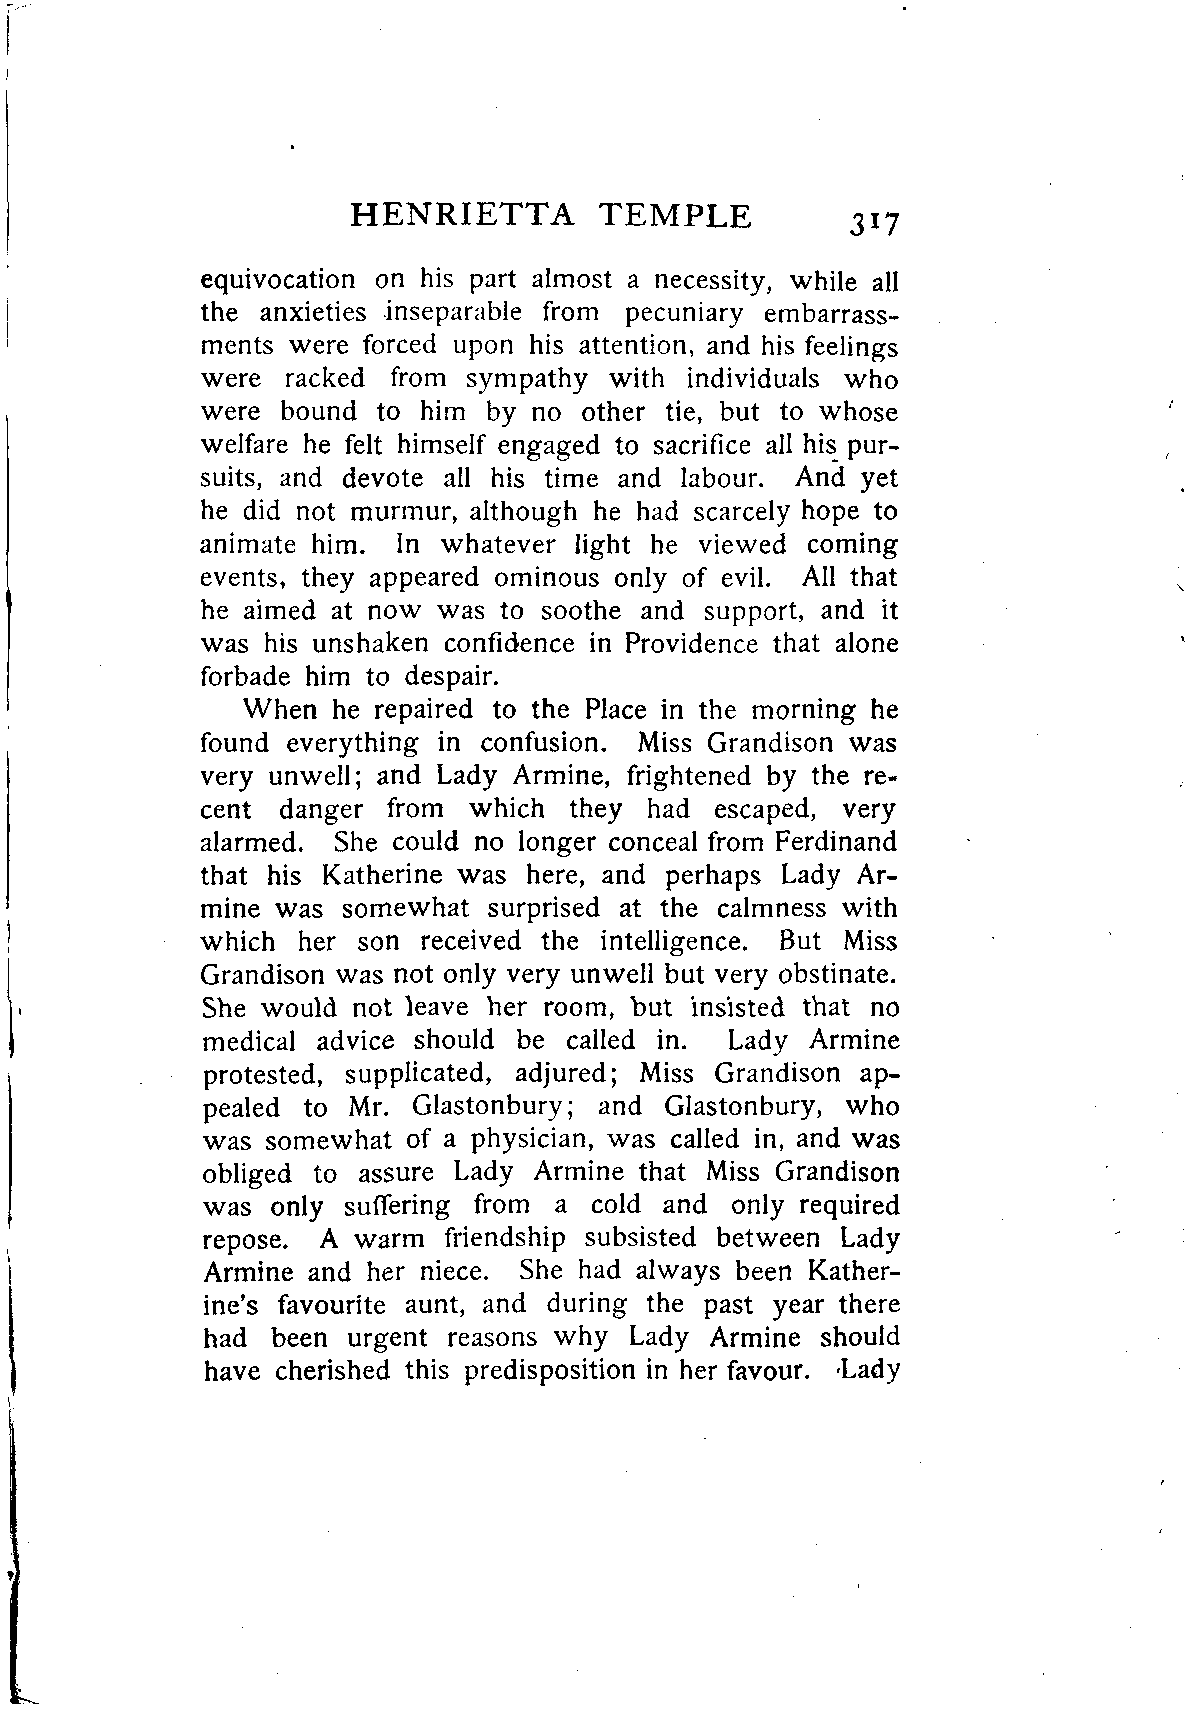 HENRIETTA TEMPLE 317
equivocation on his part almost a necessity, while all
the anxieties inseparable from pecuniary embarrass-
ments were forced upon his attention, and his feelings
were racked from sympathy with individuals who
were bound to him by no other tie, but to whose
welfare he felt himself engaged to sacrifice all his pur-
suits, and devote all his time and labour. And yet
he did not murmur, although he had scarcely hope to
animate him. In whatever light he viewed coming
events, they appeared ominous only of evil. All that
he aimed at now was to soothe and support, and it
was his unshaken confidence in Providence that alone
forbade him to despair.
When he repaired to the Place in the morning he
found everything in confusion. Miss Grandison was
very unwell; and Lady Armine, frightened by the re-
cent danger from which they had escaped, very
alarmed. She could no longer conceal from Ferdinand
that his Katherine was here, and perhaps Lady Ar-
mine was somewhat surprised at the calmness with
which her son received the intelligence. But Miss
Grandison was not only very unwell but very obstinate.
She would not leave her room, but insisted that no
medical advice should be called in. Lady Armine
protested, supplicated, adjured; Miss Grandison ap-
pealed to Mr. Glastonbury; and Glastonbury, who
was somewhat of a physician, was called in, and was
obliged to assure Lady Armine that Miss Grandison
was only suffering from a cold and only required
repose. A warm friendship subsisted between Lady
Armine and her niece. She had always been Kather-
ine's favourite aunt, and during the past year there
had been urgent reasons why Lady Armine should
have cherished this predisposition in her favour. Lady